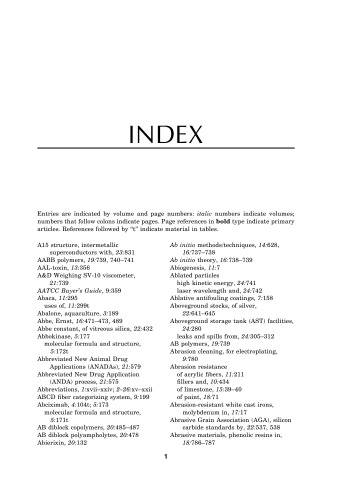 INDEX
Entries are indicated by volume and page numbers: italic numbers indicate volumes;
numbers that follow colons indicate pages. Page references in bold type indicate primary
articles. References followed by “t” indicate material in tables.
A15 structure, intermetallic
superconductors with, 23:831
AABB polymers, 19:739, 740–741
AAL-toxin, 13:358
A&D Weighing SV-10 viscometer,
21:739
AATCC Buyer's Guide, 9:359
Abaca, 11:295
uses of, 11:299t
Abalone, aquaculture, 3:189
Abbe, Ernst, 16:471–473, 489
Abbe constant, of vitreous silica, 22:432
Abbekinase, 5:177
molecular formula and structure,
5:172t
Abbreviated New Animal Drug
Applications (ANADAs), 21:579
Abbreviated New Drug Application
(ANDA) process, 21:575
Abbreviations, 1:xvii–xxiv; 2–26:xv–xxii
ABCD fiber categorizing system, 9:199
Abciximab, 4:104t; 5:173
molecular formula and structure,
5:171t
AB diblock copolymers, 20:485–487
AB diblock polyampholytes, 20:478
Abierixin, 20:132
Ab initio methods/techniques, 14:628,
16:737–738
Ab initio theory, 16:738–739
Abiogenesis, 11:7
Ablated particles
high kinetic energy, 24:741
laser wavelength and, 24:742
Ablative antifouling coatings, 7:158
Aboveground stocks, of silver,
22:641–645
Aboveground storage tank (AST) facilities,
24:280
leaks and spills from, 24:305–312
AB polymers, 19:739
Abrasion cleaning, for electroplating,
9:780
Abrasion resistance
of acrylic fibers, 11:211
fillers and, 10:434
of limestone, 15:39–40
of paint, 18:71
Abrasion-resistant white cast irons,
molybdenum in, 17:17
Abrasive Grain Association (AGA), silicon
carbide standards by, 22:537, 538
Abrasive materials, phenolic resins in,
18:786–787
1